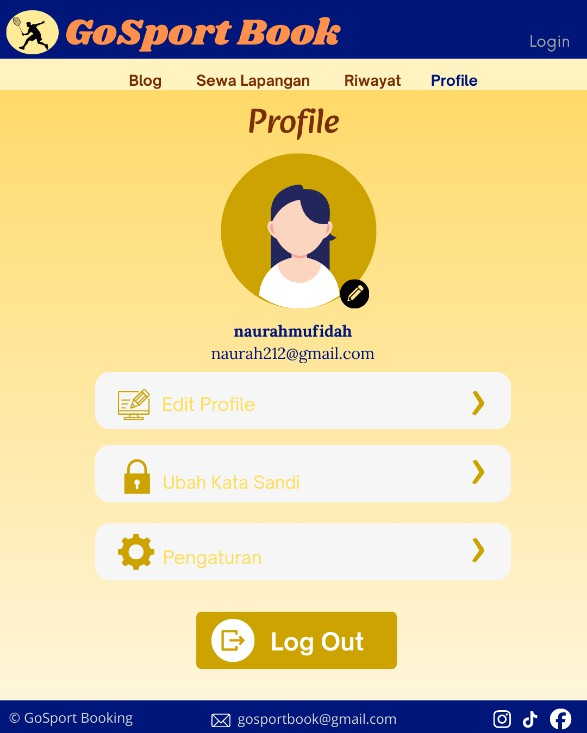 GoSport Book
Login
Blog Sewa Lapangan Riwayat Profile
Profile
naurahmufidah
naurah212@gmail.com
Edit Profile
Ubah Kata Sandi
Pengaturan
Log Out
© GoSport Booking gosportbook@gmail.com